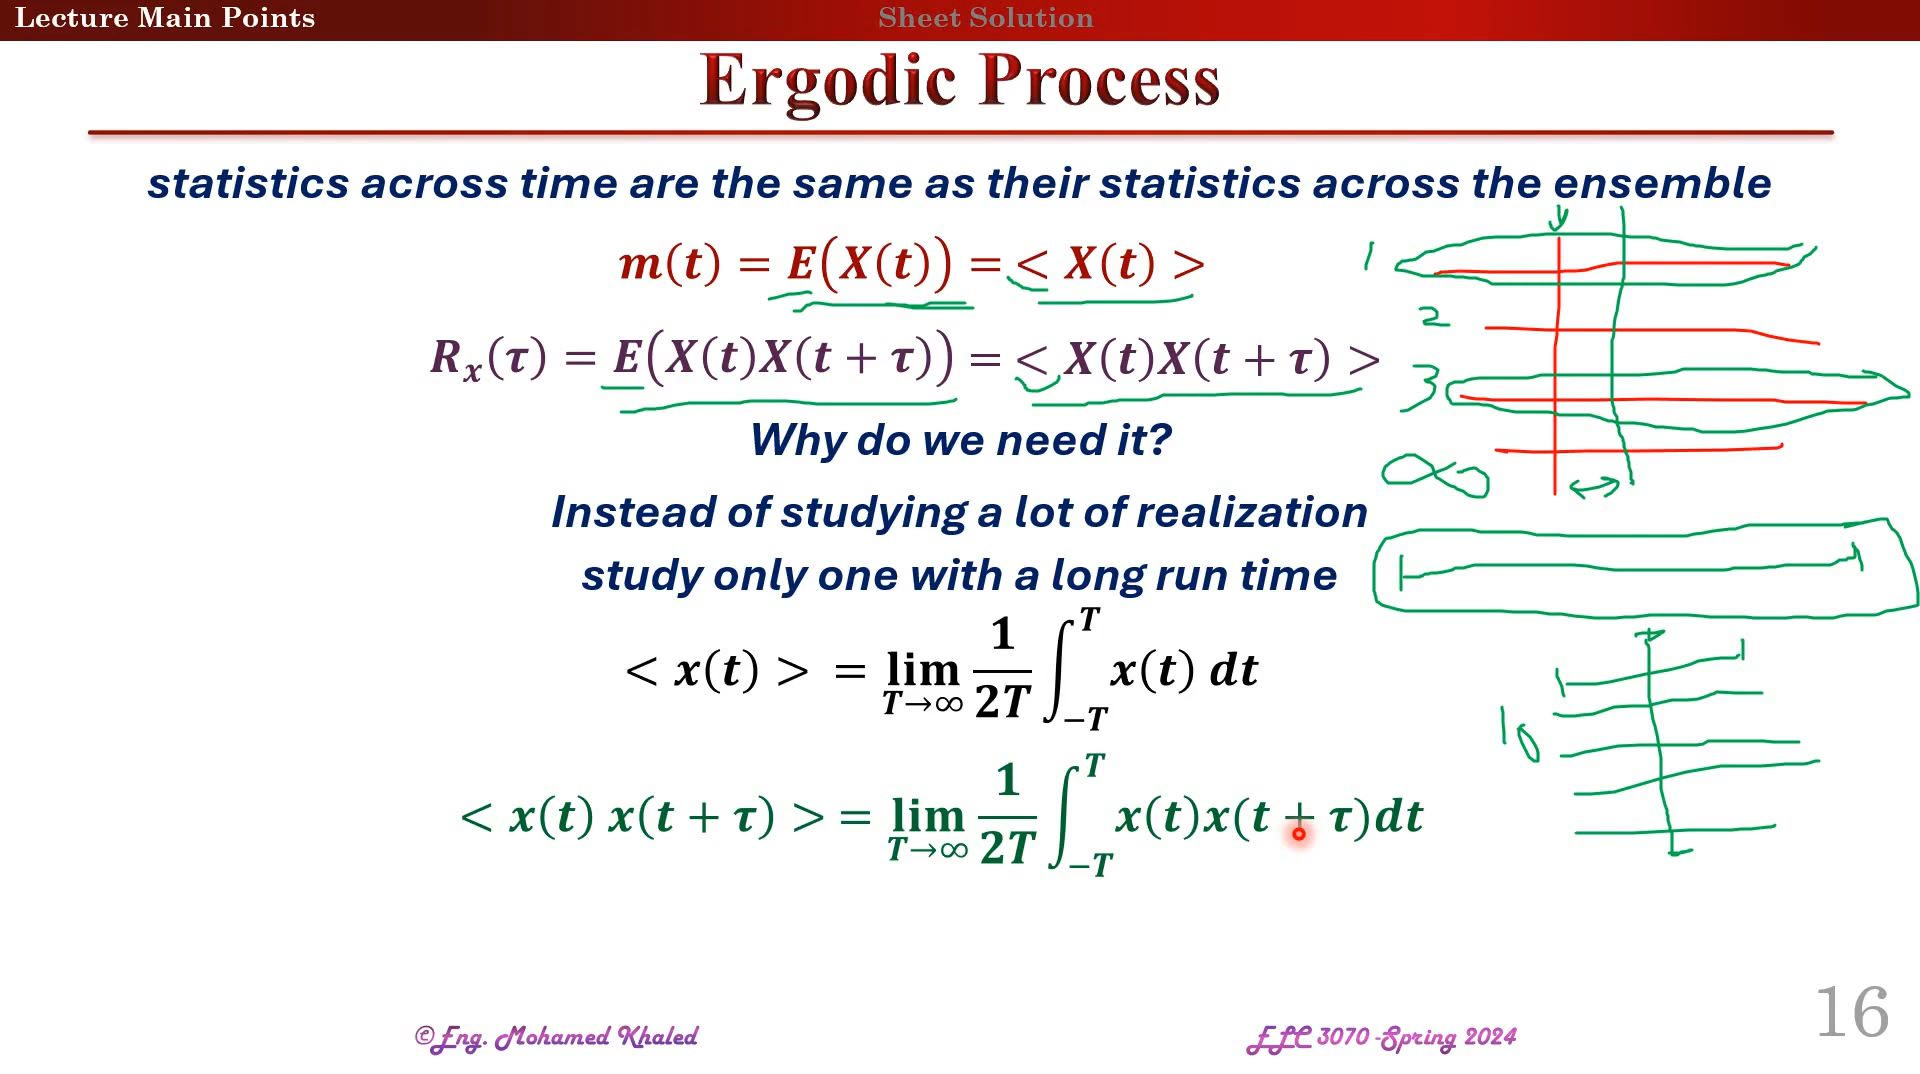 Lecture Main Points
Sheet Solution
Ergodic Process
statistics across time are the same as their statistics across the ensemble
m(t) = E(X(t)) = < X(t) >
1
2
Rₓ(τ) = E(X(t)X(t + τ)) = < X(t)X(t + τ) >
3
Why do we need it?
∞
Instead of studying a lot of realization
study only one with a long run time
< x(t) > = lim_{T→∞} 1/2T ∫_{−T}^{T} x(t) dt
10
< x(t) x(t + τ) > = lim_{T→∞} 1/2T ∫_{−T}^{T} x(t)x(t + τ)dt
©Eng. Mohamed Khaled
ELC 3070 -Spring 2024
16